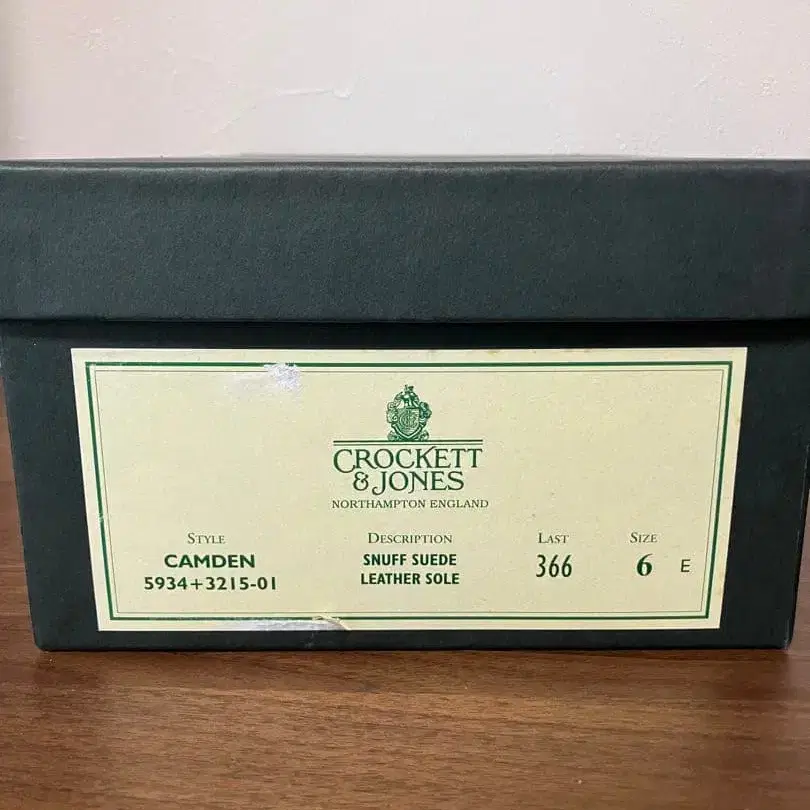 CROCKETT
& JONES
NORTHAMPTON ENGLAND
STYLE
CAMDEN
5934+3215-01
DESCRIPTION
SNUFF SUEDE
LEATHER SOLE
LAST
366
SIZE
6 E